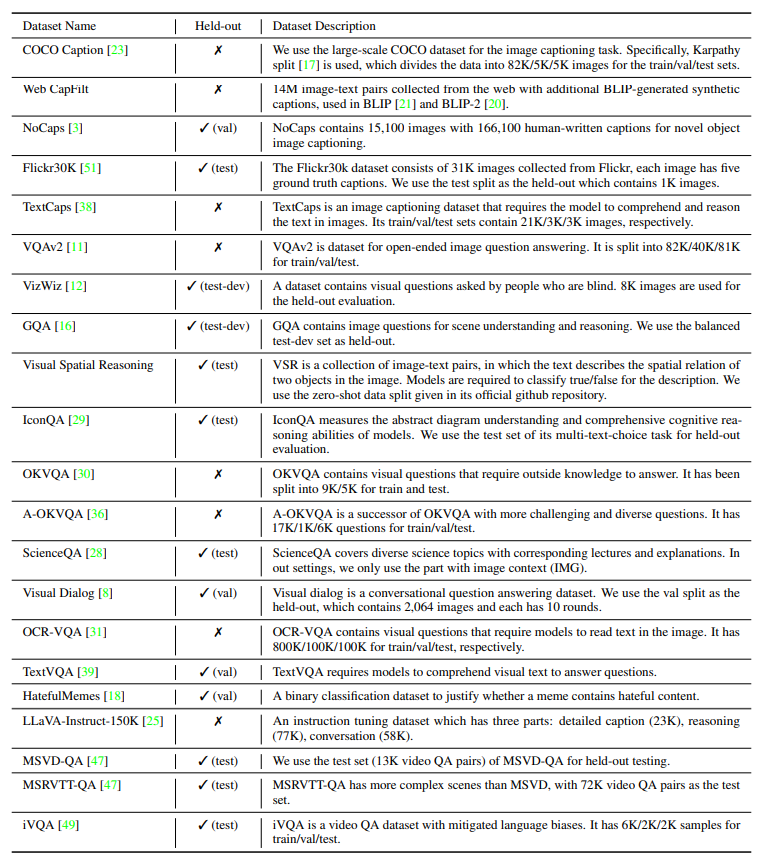 Dataset Name Held-out Dataset Description
COCO Caption [23] ✗ We use the large-scale COCO dataset for the image captioning task. Specifically, Karpathy
split [17] is used, which divides the data into 82K/5K/5K images for the train/val/test sets.
Web CapFilt ✗ 14M image-text pairs collected from the web with additional BLIP-generated synthetic
captions, used in BLIP [21] and BLIP-2 [20].
NoCaps [3] ✓ (val) NoCaps contains 15,100 images with 166,100 human-written captions for novel object
image captioning.
Flickr30K [51] ✓ (test) The Flickr30k dataset consists of 31K images collected from Flickr, each image has five
ground truth captions. We use the test split as the held-out which contains 1K images.
TextCaps [38] ✗ TextCaps is an image captioning dataset that requires the model to comprehend and reason
the text in images. Its train/val/test sets contain 21K/3K/3K images, respectively.
VQAv2 [11] ✗ VQAv2 is dataset for open-ended image question answering. It is split into 82K/40K/81K
for train/val/test.
VizWiz [12] ✓ (test-dev) A dataset contains visual questions asked by people who are blind. 8K images are used for
the held-out evaluation.
GQA [16] ✓ (test-dev) GQA contains image questions for scene understanding and reasoning. We use the balanced
test-dev set as held-out.
Visual Spatial Reasoning ✓ (test) VSR is a collection of image-text pairs, in which the text describes the spatial relation of
two objects in the image. Models are required to classify true/false for the description. We
use the zero-shot data split given in its official github repository.
IconQA [29] ✓ (test) IconQA measures the abstract diagram understanding and comprehensive cognitive rea-
soning abilities of models. We use the test set of its multi-text-choice task for held-out
evaluation.
OKVQA [30] ✗ OKVQA contains visual questions that require outside knowledge to answer. It has been
split into 9K/5K for train and test.
A-OKVQA [36] ✗ A-OKVQA is a successor of OKVQA with more challenging and diverse questions. It has
17K/1K/6K questions for train/val/test.
ScienceQA [28] ✓ (test) ScienceQA covers diverse science topics with corresponding lectures and explanations. In
out settings, we only use the part with image context (IMG).
Visual Dialog [8] ✓ (val) Visual dialog is a conversational question answering dataset. We use the val split as the
held-out, which contains 2,064 images and each has 10 rounds.
OCR-VQA [31] ✗ OCR-VQA contains visual questions that require models to read text in the image. It has
800K/100K/100K for train/val/test, respectively.
TextVQA [39] ✓ (val) TextVQA requires models to comprehend visual text to answer questions.
HatefulMemes [18] ✓ (val) A binary classification dataset to justify whether a meme contains hateful content.
LLaVA-Instruct-150K [25] ✗ An instruction tuning dataset which has three parts: detailed caption (23K), reasoning
(77K), conversation (58K).
MSVD-QA [47] ✓ (test) We use the test set (13K video QA pairs) of MSVD-QA for held-out testing.
MSRVTT-QA [47] ✓ (test) MSRVTT-QA has more complex scenes than MSVD, with 72K video QA pairs as the test
set.
iVQA [49] ✓ (test) iVQA is a video QA dataset with mitigated language biases. It has 6K/2K/2K samples for
train/val/test.